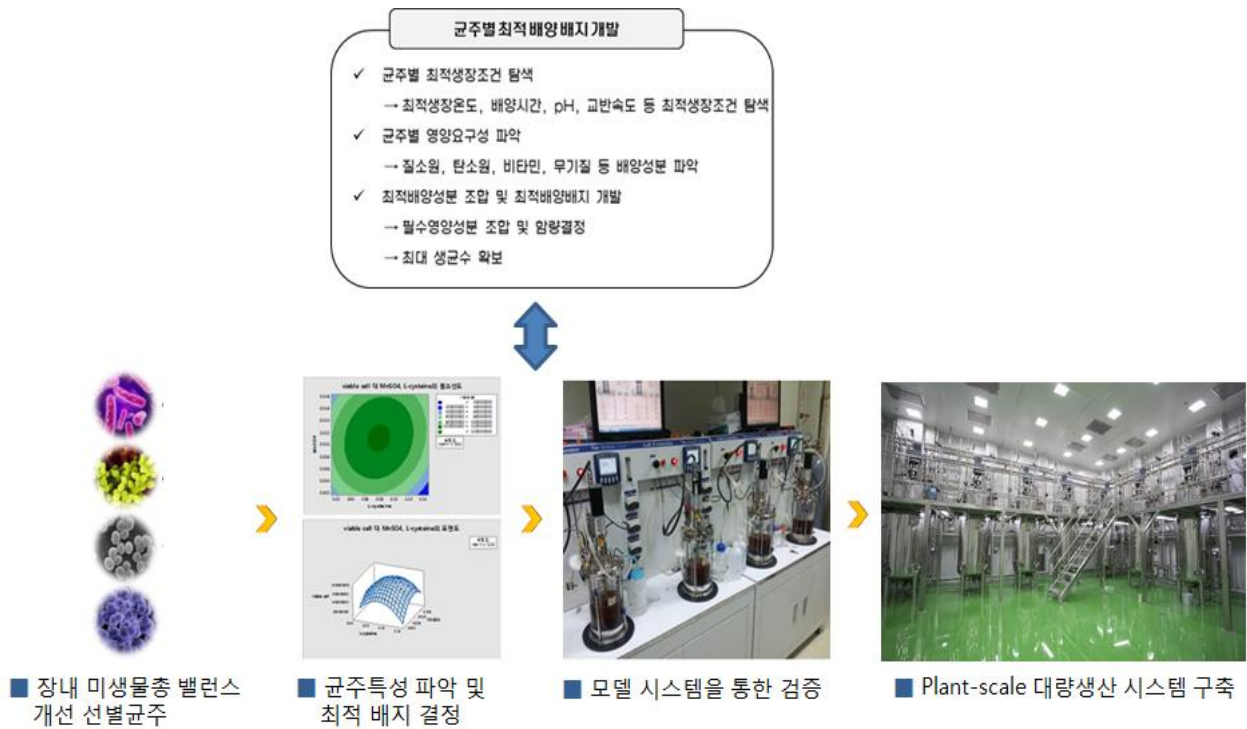 균주별 최적 배양 배지 개발
✓ 균주별 최적생장조건 탐색
→ 최적생장온도, 배양시간, pH, 교반속도 등 최적생장조건 탐색
✓ 균주별 영양요구성 파악
→ 질소원, 탄소원, 비타민, 무기질 등 배양성분 파악
✓ 최적배양성분 조합 및 최적배양배지 개발
→ 필수영양성분 조합 및 함량결정
→ 최대 생균수 확보
viable cell 대 MnSO4, L-cysteine의 등고선도
L-cysteine
viable cell 대 MnSO4, L-cysteine의 표면도
viable cell
L-cysteine
■ 장내 미생물총 밸런스
개선 선별균주
■ 균주특성 파악 및
최적 배지 결정
■ 모델 시스템을 통한 검증
■ Plant-scale 대량생산 시스템 구축